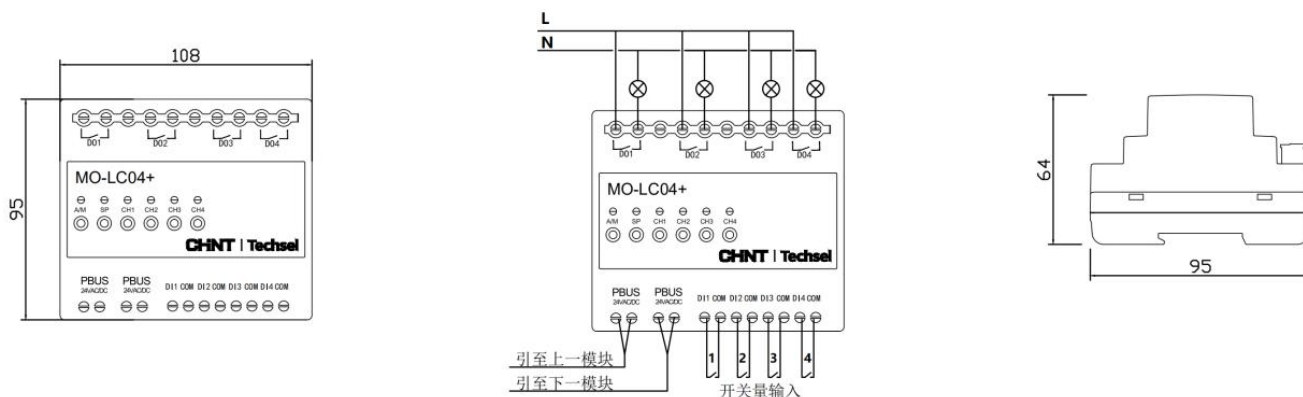 108
95
DO1 DO2 DO3 DO4
MO-LC04+
A/M SP CH1 CH2 CH3 CH4
CHNT | Techsel
PBUS PBUS
24VAC/DC 24VAC/DC
DI1 COM DI2 COM DI3 COM DI4 COM
L
N
DO1 DO2 DO3 DO4
MO-LC04+
A/M SP CH1 CH2 CH3 CH4
CHNT | Techsel
PBUS PBUS
24VAC/DC 24VAC/DC
DI1 COM DI2 COM DI3 COM DI4 COM
1 2 3 4
引至上一模块
引至下一模块
开关量输入
64
95